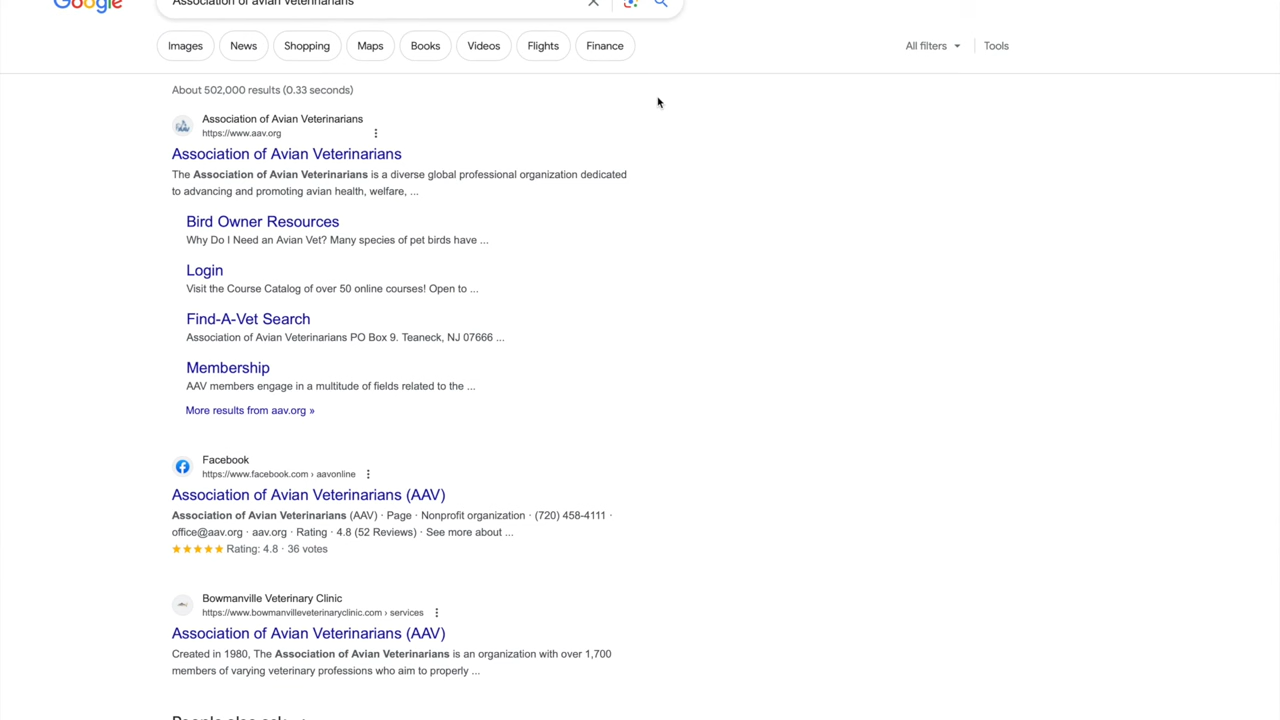 Google
Association of avian veterinarians
Images News Shopping Maps Books Videos Flights Finance All filters Tools
About 502,000 results (0.33 seconds)
Association of Avian Veterinarians
https://www.aav.org
Association of Avian Veterinarians
The Association of Avian Veterinarians is a diverse global professional organization dedicated
to advancing and promoting avian health, welfare, ...
Bird Owner Resources
Why Do I Need an Avian Vet? Many species of pet birds have ...
Login
Visit the Course Catalog of over 50 online courses! Open to ...
Find-A-Vet Search
Association of Avian Veterinarians PO Box 9. Teaneck, NJ 07666 ...
Membership
AAV members engage in a multitude of fields related to the ...
More results from aav.org »
Facebook
https://www.facebook.com › aavonline
Association of Avian Veterinarians (AAV)
Association of Avian Veterinarians (AAV) · Page · Nonprofit organization · (720) 458-4111 ·
office@aav.org · aav.org · Rating · 4.8 (52 Reviews) · See more about ...
Rating: 4.8 · 36 votes
Bowmanville Veterinary Clinic
https://www.bowmanvilleveterinaryclinic.com › services
Association of Avian Veterinarians (AAV)
Created in 1980, The Association of Avian Veterinarians is an organization with over 1,700
members of varying veterinary professions who aim to properly ...
People also ask